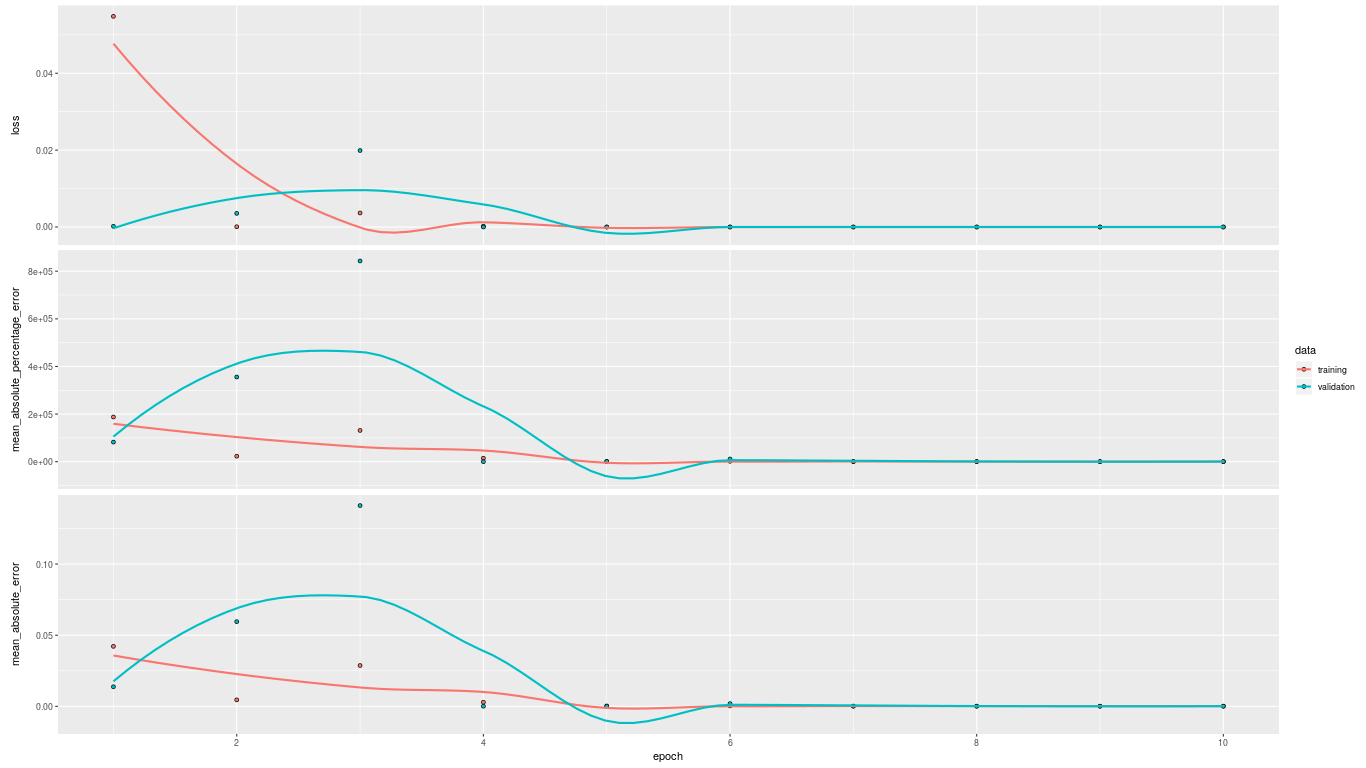 loss
0.04
0.02
0.00
mean_absolute_percentage_error
8e+05
6e+05
4e+05
2e+05
0e+00
mean_absolute_error
0.10
0.05
0.00
2 4 6 8 10
epoch
data
training
validation